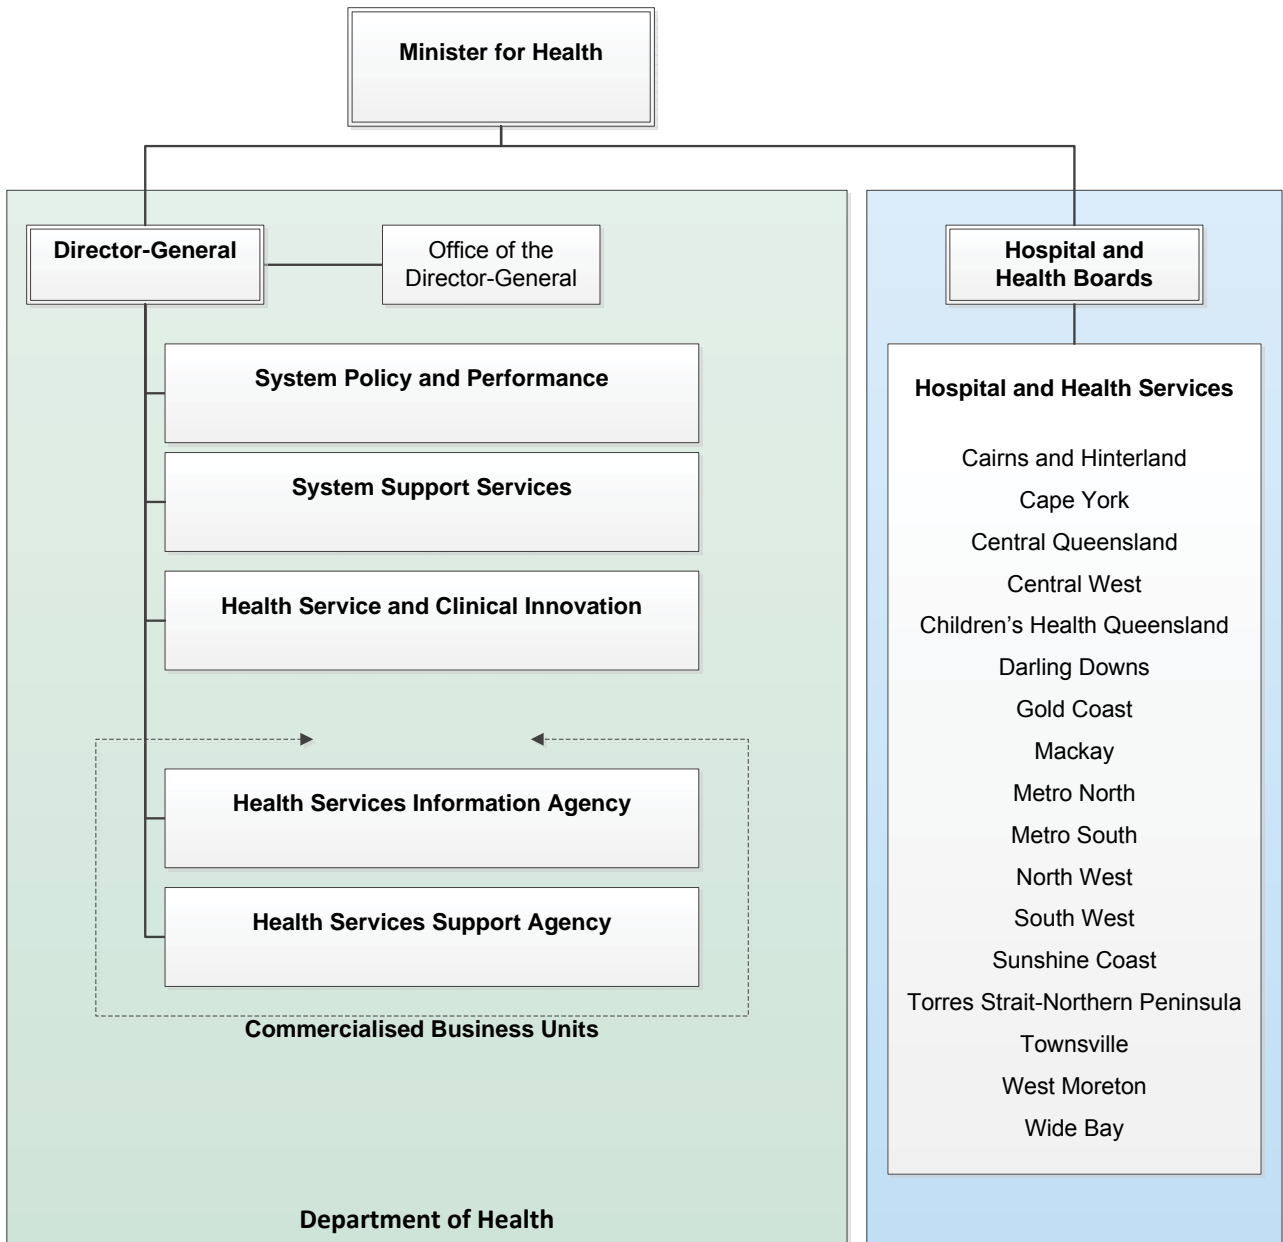 Minister for Health
Director-General
Office of the
Director-General
System Policy and Performance
System Support Services
Health Service and Clinical Innovation
Health Services Information Agency
Health Services Support Agency
Commercialised Business Units
Department of Health
Hospital and
Health Boards
Hospital and Health Services
Cairns and Hinterland
Cape York
Central Queensland
Central West
Children’s Health Queensland
Darling Downs
Gold Coast
Mackay
Metro North
Metro South
North West
South West
Sunshine Coast
Torres Strait-Northern Peninsula
Townsville
West Moreton
Wide Bay